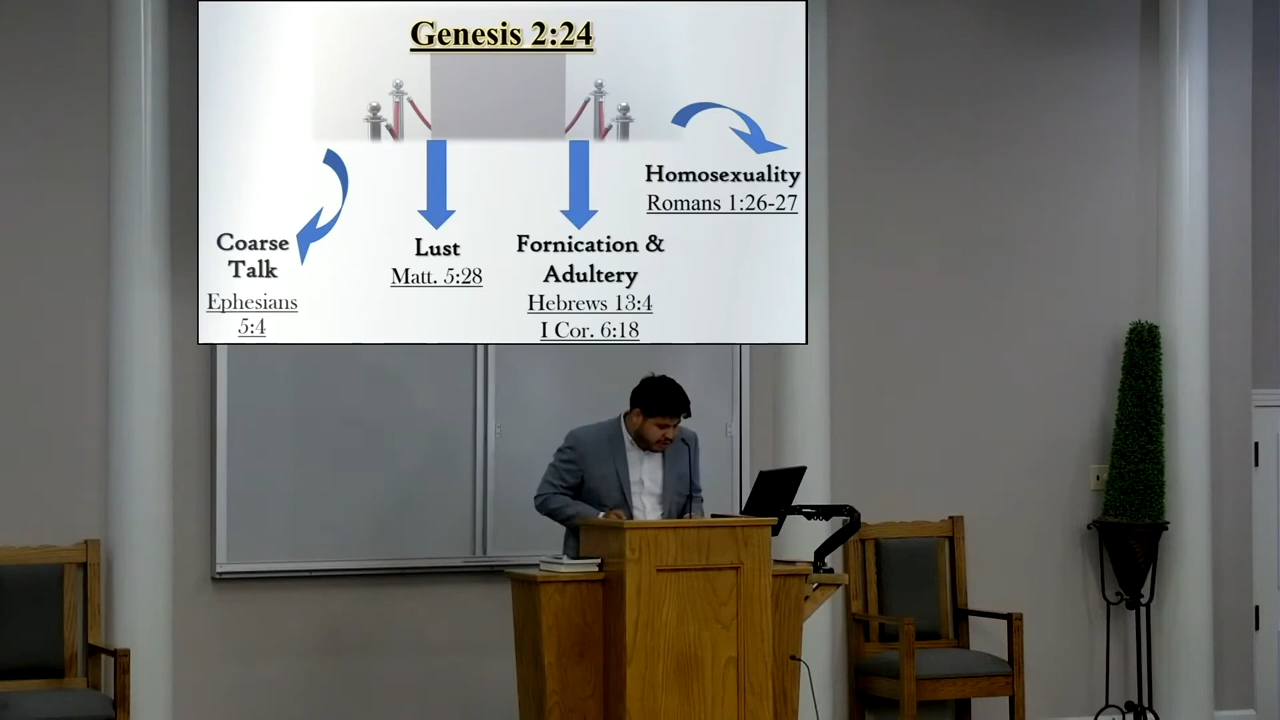 Genesis 2:24
Homosexuality
Romans 1:26-27
Coarse
Talk
Ephesians
5:4
Lust
Matt. 5:28
Fornication &
Adultery
Hebrews 13:4
I Cor. 6:18